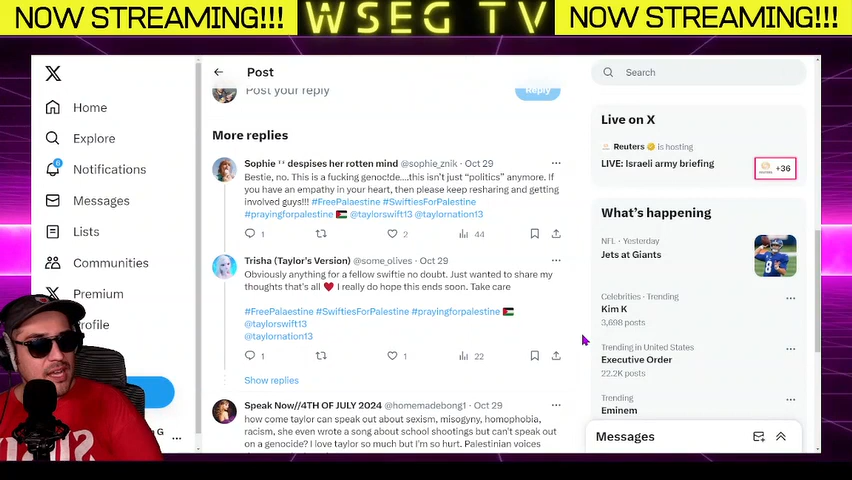 NOW STREAMING!!!
WSEG TV
NOW STREAMING!!!
X
Home
Explore
6
Notifications
Messages
Lists
Communities
Premium
rofile
G
Post
Post your reply
Reply
More replies
Sophie despises her rotten mind @sophie_znik · Oct 29
Bestie, no. This is a fucking genoc!de....this isn't just "politics" anymore. If
you have an empathy in your heart, then please keep resharing and getting
involved guys!!! #FreePalaestine #SwiftiesForPalestine
#prayingforpalestine 🇵🇸 @taylorswift13 @taylornation13
1
2
44
Trisha (Taylor's Version) @some_olives · Oct 29
Obviously anything for a fellow swiftie no doubt. Just wanted to share my
thoughts that's all ❤️ I really do hope this ends soon. Take care
#FreePalaestine #SwiftiesForPalestine #prayingforpalestine 🇵🇸
@taylorswift13
@taylornation13
1
1
22
Show replies
Speak Now//4TH OF JULY 2024 @homemadebong1 · Oct 29
how come taylor can speak out about sexism, misogyny, homophobia,
racism, she even wrote a song about school shootings but can't speak out
on a genocide? I love taylor so much but I'm so hurt. Palestinian voices
Search
Live on X
Reuters is hosting
LIVE: Israeli army briefing
+36
What's happening
NFL · Yesterday
Jets at Giants
Celebrities · Trending
Kim K
3,698 posts
Trending in United States
Executive Order
22.2K posts
Trending
Eminem
Messages